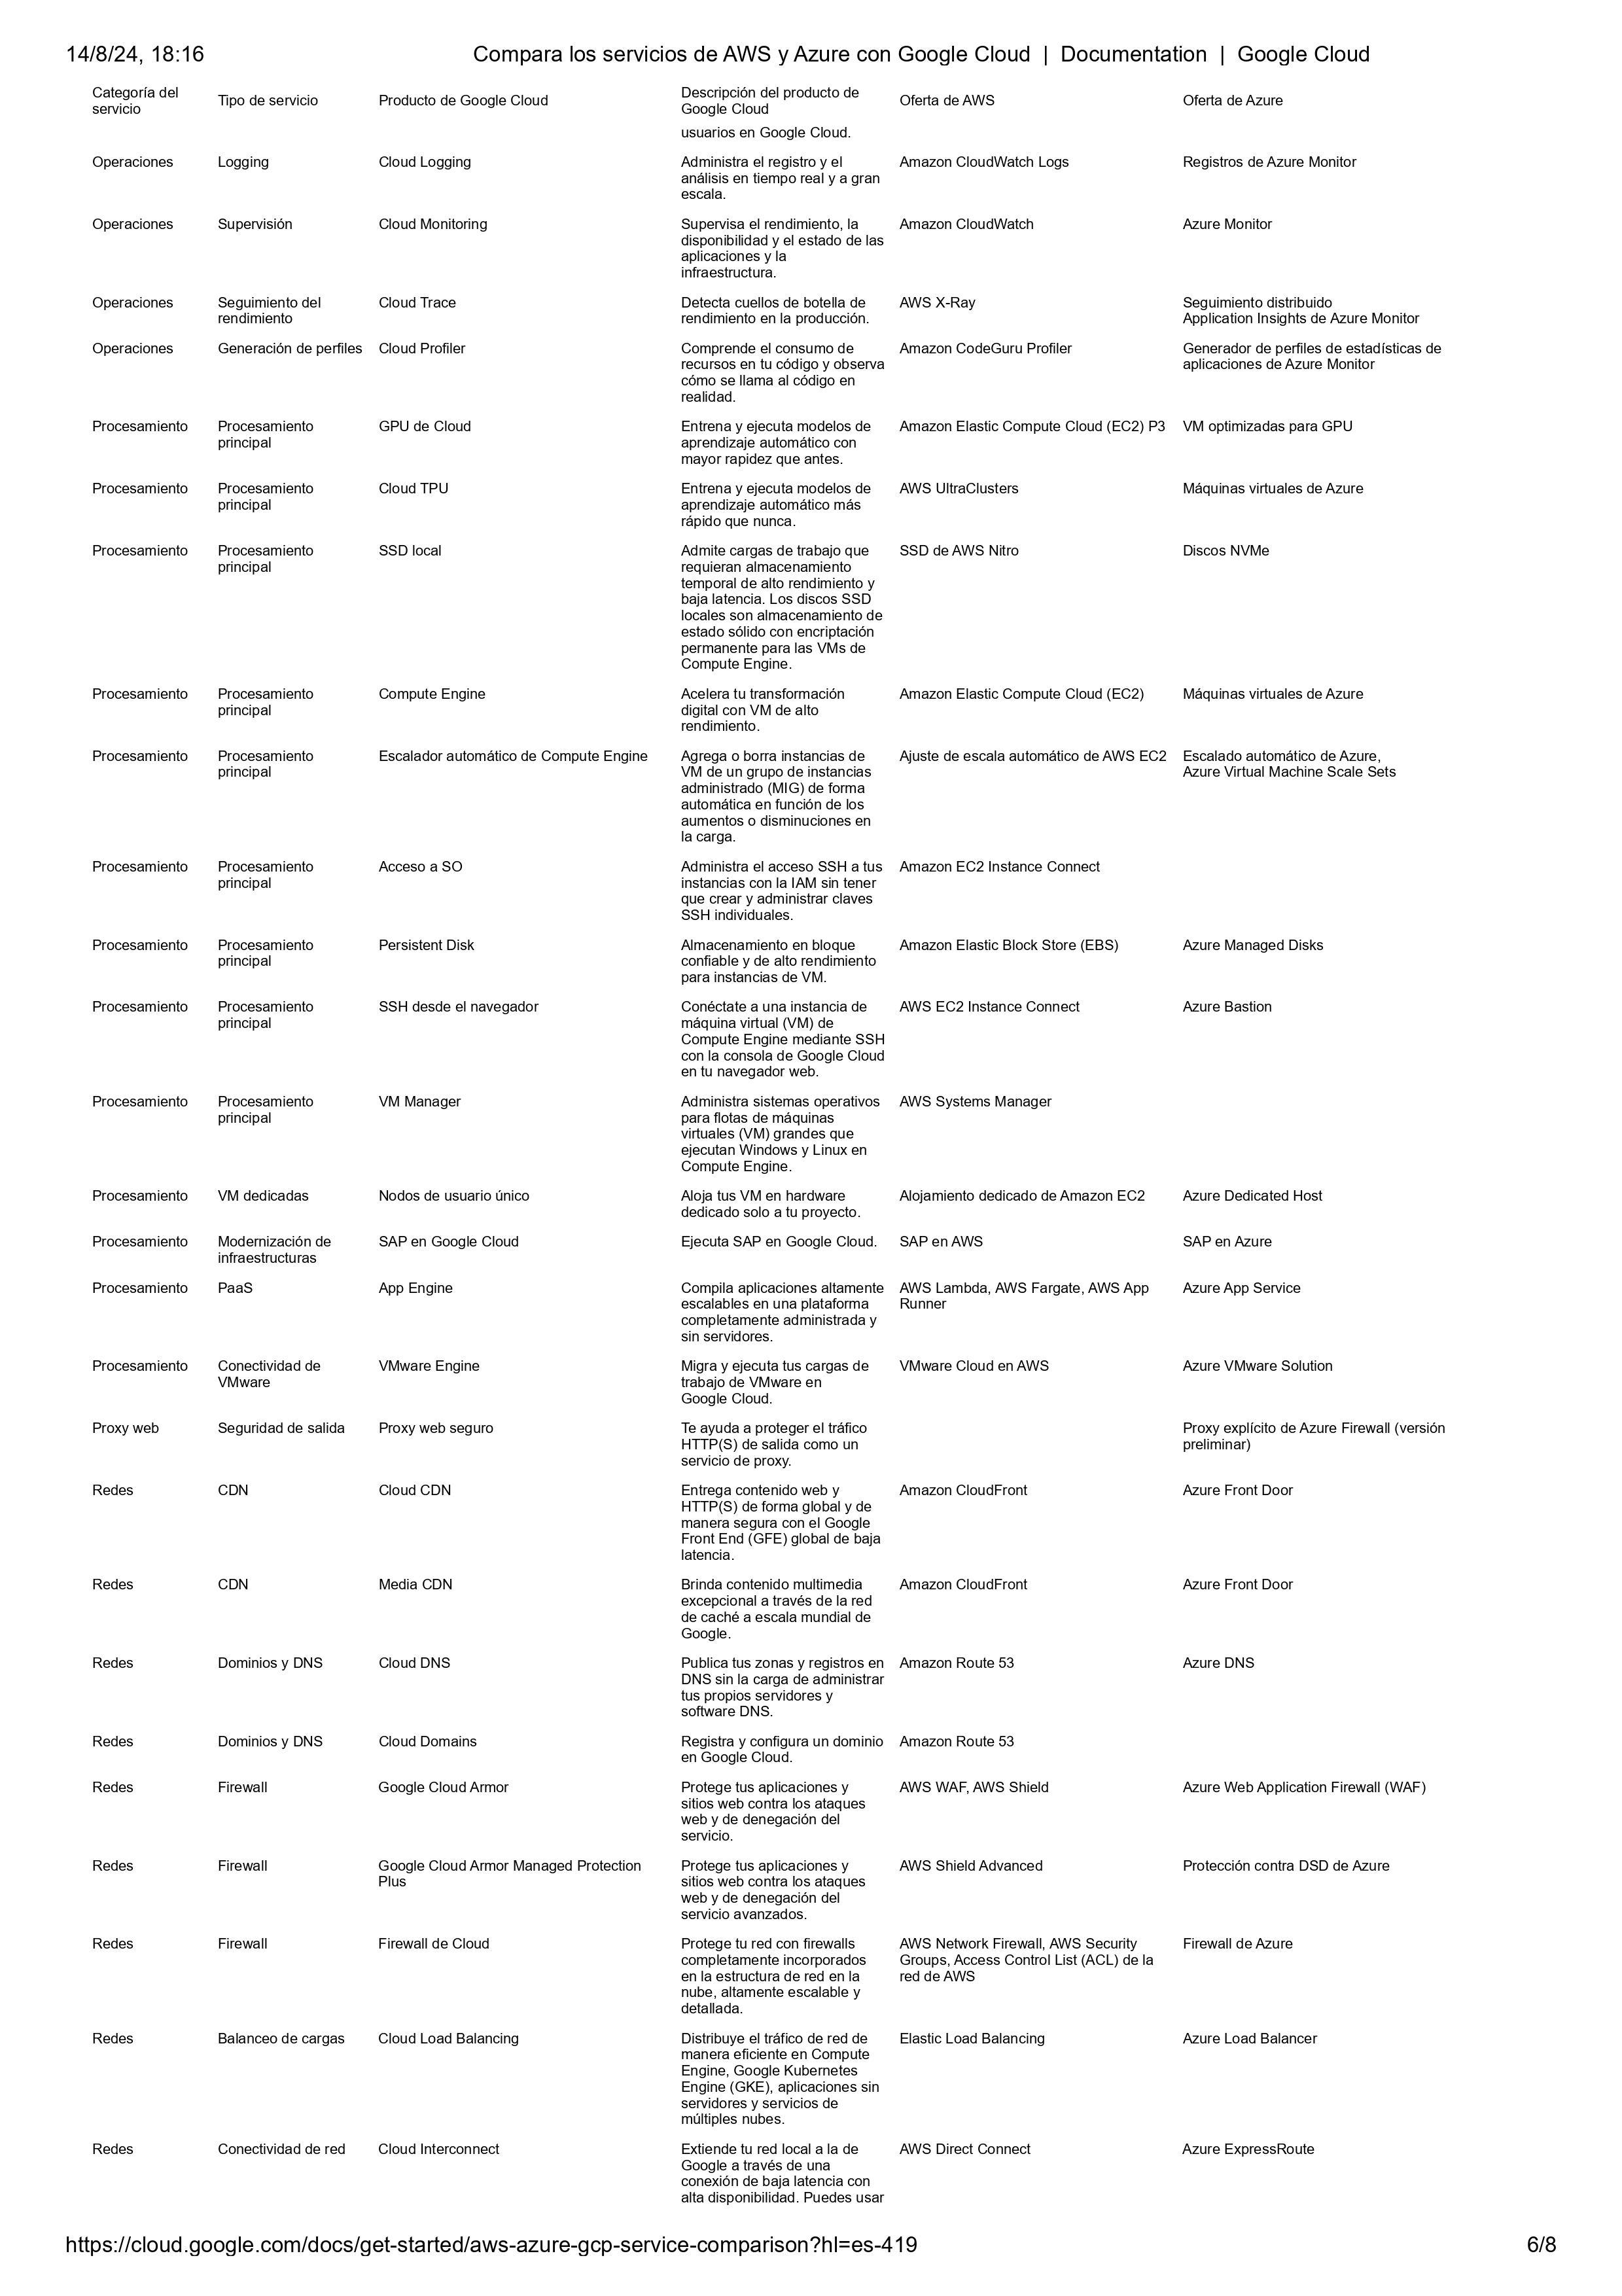 14/8/24, 18:16 Compara los servicios de AWS y Azure con Google Cloud | Documentation | Google Cloud
Categoría del
servicio
Tipo de servicio
Producto de Google Cloud
Descripción del producto de
Google Cloud
Oferta de AWS
Oferta de Azure
usuarios en Google Cloud.
Operaciones
Logging
Cloud Logging
Administra el registro y el
análisis en tiempo real y a gran
escala.
Amazon CloudWatch Logs
Registros de Azure Monitor
Operaciones
Supervisión
Cloud Monitoring
Supervisa el rendimiento, la
disponibilidad y el estado de las
aplicaciones y la
infraestructura.
Amazon CloudWatch
Azure Monitor
Operaciones
Seguimiento del
rendimiento
Cloud Trace
Detecta cuellos de botella de
rendimiento en la producción.
AWS X-Ray
Seguimiento distribuido
Application Insights de Azure Monitor
Operaciones
Generación de perfiles
Cloud Profiler
Comprende el consumo de
recursos en tu código y observa
cómo se llama al código en
realidad.
Amazon CodeGuru Profiler
Generador de perfiles de estadísticas de
aplicaciones de Azure Monitor
Procesamiento
Procesamiento
principal
GPU de Cloud
Entrena y ejecuta modelos de
aprendizaje automático con
mayor rapidez que antes.
Amazon Elastic Compute Cloud (EC2) P3
VM optimizadas para GPU
Procesamiento
Procesamiento
principal
Cloud TPU
Entrena y ejecuta modelos de
aprendizaje automático más
rápido que nunca.
AWS UltraClusters
Máquinas virtuales de Azure
Procesamiento
Procesamiento
principal
SSD local
Admite cargas de trabajo que
requieran almacenamiento
temporal de alto rendimiento y
baja latencia. Los discos SSD
locales son almacenamiento de
estado sólido con encriptación
permanente para las VMs de
Compute Engine.
SSD de AWS Nitro
Discos NVMe
Procesamiento
Procesamiento
principal
Compute Engine
Acelera tu transformación
digital con VM de alto
rendimiento.
Amazon Elastic Compute Cloud (EC2)
Máquinas virtuales de Azure
Procesamiento
Procesamiento
principal
Escalador automático de Compute Engine
Agrega o borra instancias de
VM de un grupo de instancias
administrado (MIG) de forma
automática en función de los
aumentos o disminuciones en
la carga.
Ajuste de escala automático de AWS EC2
Escalado automático de Azure,
Azure Virtual Machine Scale Sets
Procesamiento
Procesamiento
principal
Acceso a SO
Administra el acceso SSH a tus
instancias con la IAM sin tener
que crear y administrar claves
SSH individuales.
Amazon EC2 Instance Connect
Procesamiento
Procesamiento
principal
Persistent Disk
Almacenamiento en bloque
confiable y de alto rendimiento
para instancias de VM.
Amazon Elastic Block Store (EBS)
Azure Managed Disks
Procesamiento
Procesamiento
principal
SSH desde el navegador
Conéctate a una instancia de
máquina virtual (VM) de
Compute Engine mediante SSH
con la consola de Google Cloud
en tu navegador web.
AWS EC2 Instance Connect
Azure Bastion
Procesamiento
Procesamiento
principal
VM Manager
Administra sistemas operativos
para flotas de máquinas
virtuales (VM) grandes que
ejecutan Windows y Linux en
Compute Engine.
AWS Systems Manager
Procesamiento
VM dedicadas
Nodos de usuario único
Aloja tus VM en hardware
dedicado solo a tu proyecto.
Alojamiento dedicado de Amazon EC2
Azure Dedicated Host
Procesamiento
Modernización de
infraestructuras
SAP en Google Cloud
Ejecuta SAP en Google Cloud.
SAP en AWS
SAP en Azure
Procesamiento
PaaS
App Engine
Compila aplicaciones altamente
escalables en una plataforma
completamente administrada y
sin servidores.
AWS Lambda, AWS Fargate, AWS App
Runner
Azure App Service
Procesamiento
Conectividad de
VMware
VMware Engine
Migra y ejecuta tus cargas de
trabajo de VMware en
Google Cloud.
VMware Cloud en AWS
Azure VMware Solution
Proxy web
Seguridad de salida
Proxy web seguro
Te ayuda a proteger el tráfico
HTTP(S) de salida como un
servicio de proxy.
Proxy explícito de Azure Firewall (versión
preliminar)
Redes
CDN
Cloud CDN
Entrega contenido web y
HTTP(S) de forma global y de
manera segura con el Google
Front End (GFE) global de baja
latencia.
Amazon CloudFront
Azure Front Door
Redes
CDN
Media CDN
Brinda contenido multimedia
excepcional a través de la red
de caché a escala mundial de
Google.
Amazon CloudFront
Azure Front Door
Redes
Dominios y DNS
Cloud DNS
Publica tus zonas y registros en
DNS sin la carga de administrar
tus propios servidores y
software DNS.
Amazon Route 53
Azure DNS
Redes
Dominios y DNS
Cloud Domains
Registra y configura un dominio
en Google Cloud.
Amazon Route 53
Redes
Firewall
Google Cloud Armor
Protege tus aplicaciones y
sitios web contra los ataques
web y de denegación del
servicio.
AWS WAF, AWS Shield
Azure Web Application Firewall (WAF)
Redes
Firewall
Google Cloud Armor Managed Protection
Plus
Protege tus aplicaciones y
sitios web contra los ataques
web y de denegación del
servicio avanzados.
AWS Shield Advanced
Protección contra DSD de Azure
Redes
Firewall
Firewall de Cloud
Protege tu red con firewalls
completamente incorporados
en la estructura de red en la
nube, altamente escalable y
detallada.
AWS Network Firewall, AWS Security
Groups, Access Control List (ACL) de la
red de AWS
Firewall de Azure
Redes
Balanceo de cargas
Cloud Load Balancing
Distribuye el tráfico de red de
manera eficiente en Compute
Engine, Google Kubernetes
Engine (GKE), aplicaciones sin
servidores y servicios de
múltiples nubes.
Elastic Load Balancing
Azure Load Balancer
Redes
Conectividad de red
Cloud Interconnect
Extiende tu red local a la de
Google a través de una
conexión de baja latencia con
alta disponibilidad. Puedes usar
AWS Direct Connect
Azure ExpressRoute
https://cloud.google.com/docs/get-started/aws-azure-gcp-service-comparison?hl=es-419 6/8